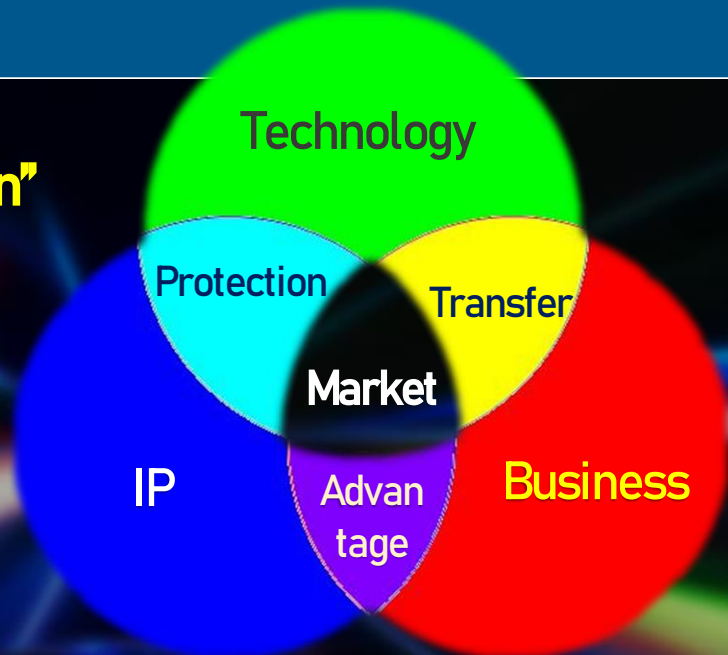 Technology
n”
Protection
Transfer
Market
IP
Business
Advan
tage